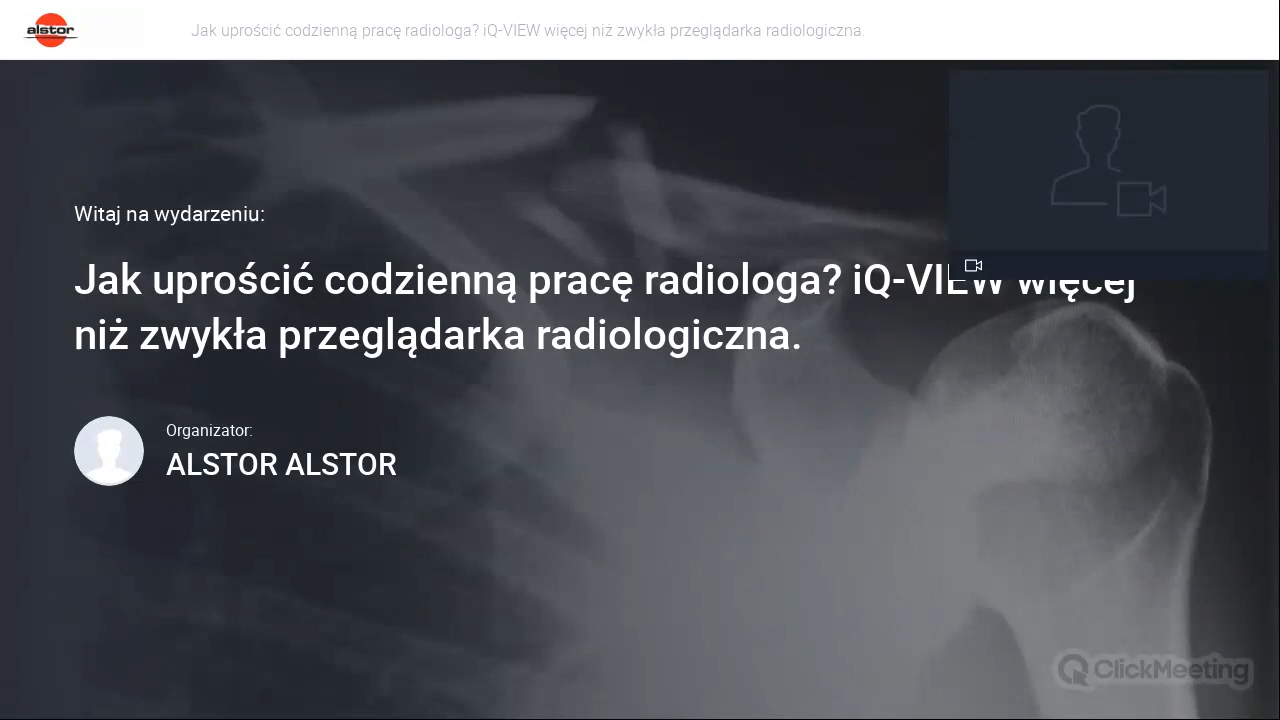 alstor
Jak uprościć codzienną pracę radiologa? iQ-VIEW więcej niż zwykła przeglądarka radiologiczna.
Witaj na wydarzeniu:
Jak uprościć codzienną pracę radiologa? iQ-VIEW więcej
niż zwykła przeglądarka radiologiczna.
Organizator:
ALSTOR ALSTOR
ClickMeeting